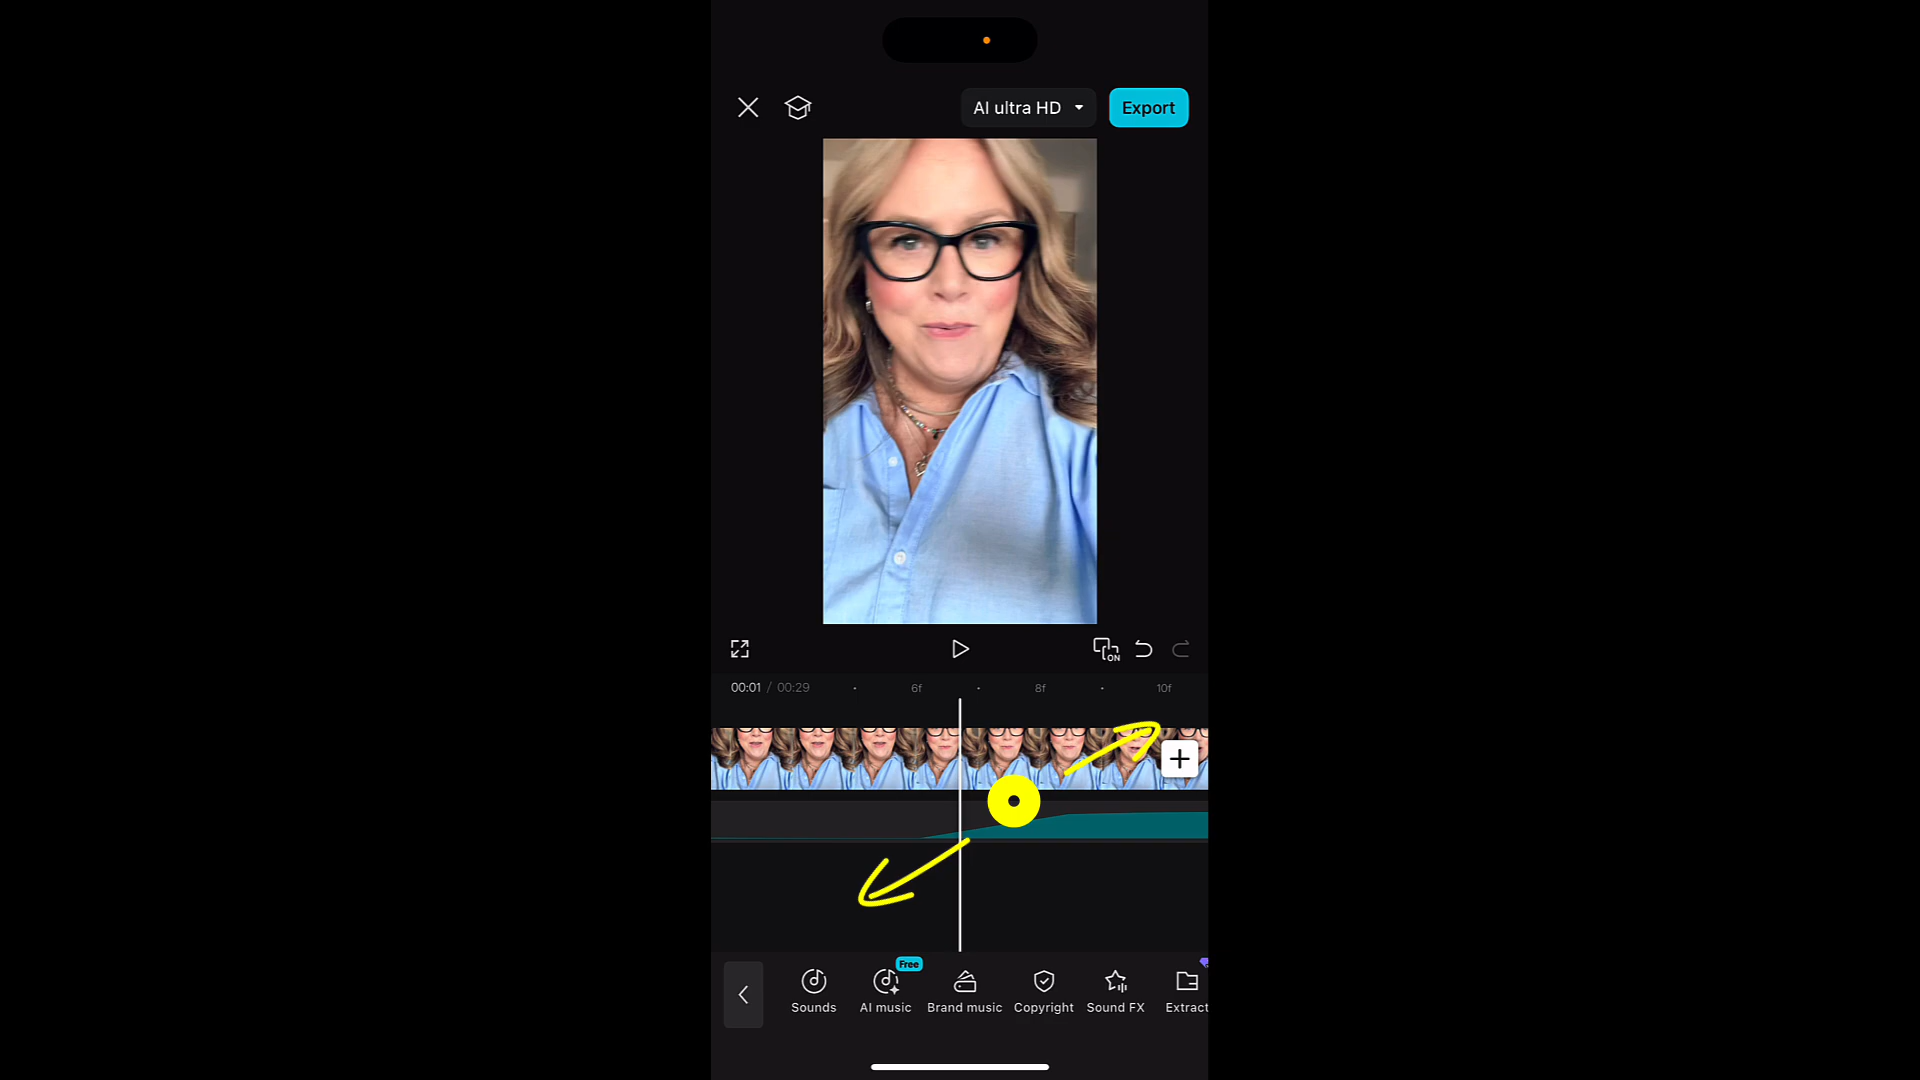 AI ultra HD
Export
ON
00:01 / 00:29
6f
8f
10f
Free
Sounds
AI music
Brand music
Copyright
Sound FX
Extract